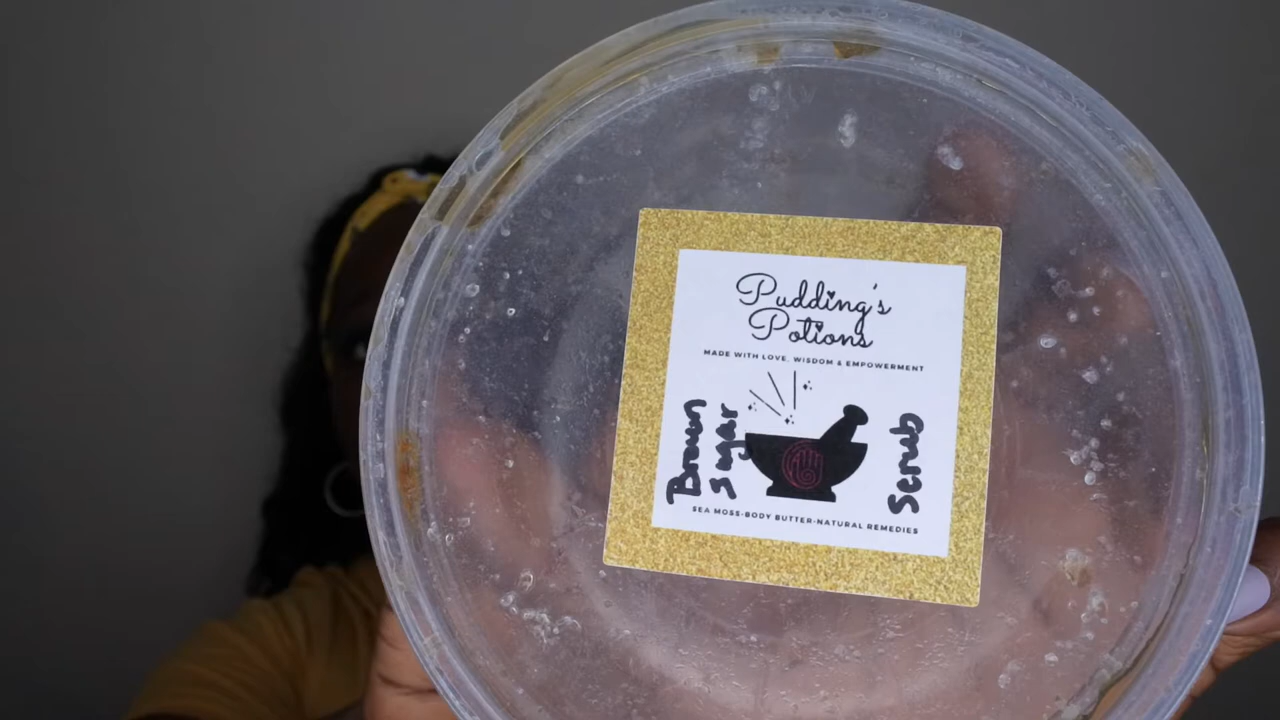 Pudding's
Potions
MADE WITH LOVE, WISDOM & EMPOWERMENT
Brown
Sugar
Scrub
SEA MOSS-BODY BUTTER-NATURAL REMEDIES